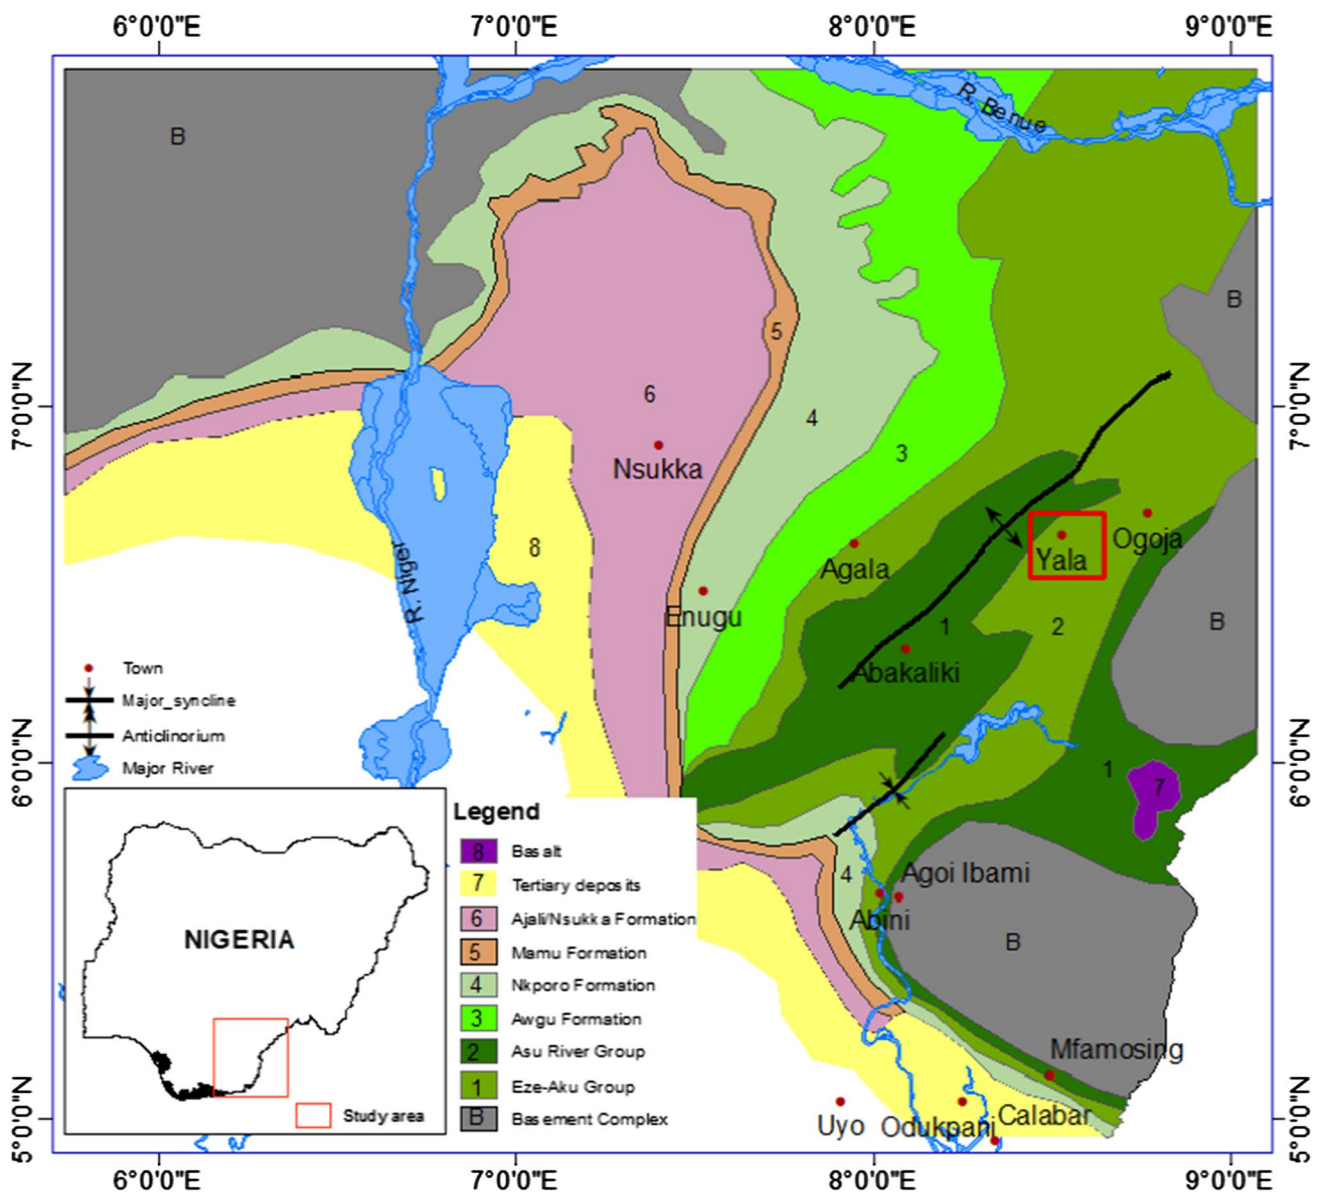 6°0'0"E 7°0'0"E 8°0'0"E 9°0'0"E
B
R. Benue
B
5
7°0'0"N 7°0'0"N
6
4
3
Nsukka
Ogoja
8
Yala
Agala
R. Niger
Enugu
1
2
B
Abakaliki
Town
Major_syncline
Anticlinorium
Major River
6°0'0"N 6°0'0"N
1
7
NIGERIA
Study area
Legend
8 Basalt
7 Tertiary deposits
6 Ajali/Nsukka Formation
5 Mamu Formation
4 Nkporo Formation
3 Awgu Formation
2 Asu River Group
1 Eze-Aku Group
B Basement Complex
4
Agoi Ibami
Abini
B
Mfamosing
5°0'0"N 5°0'0"N
Uyo
Odukpani
Calabar
6°0'0"E 7°0'0"E 8°0'0"E 9°0'0"E